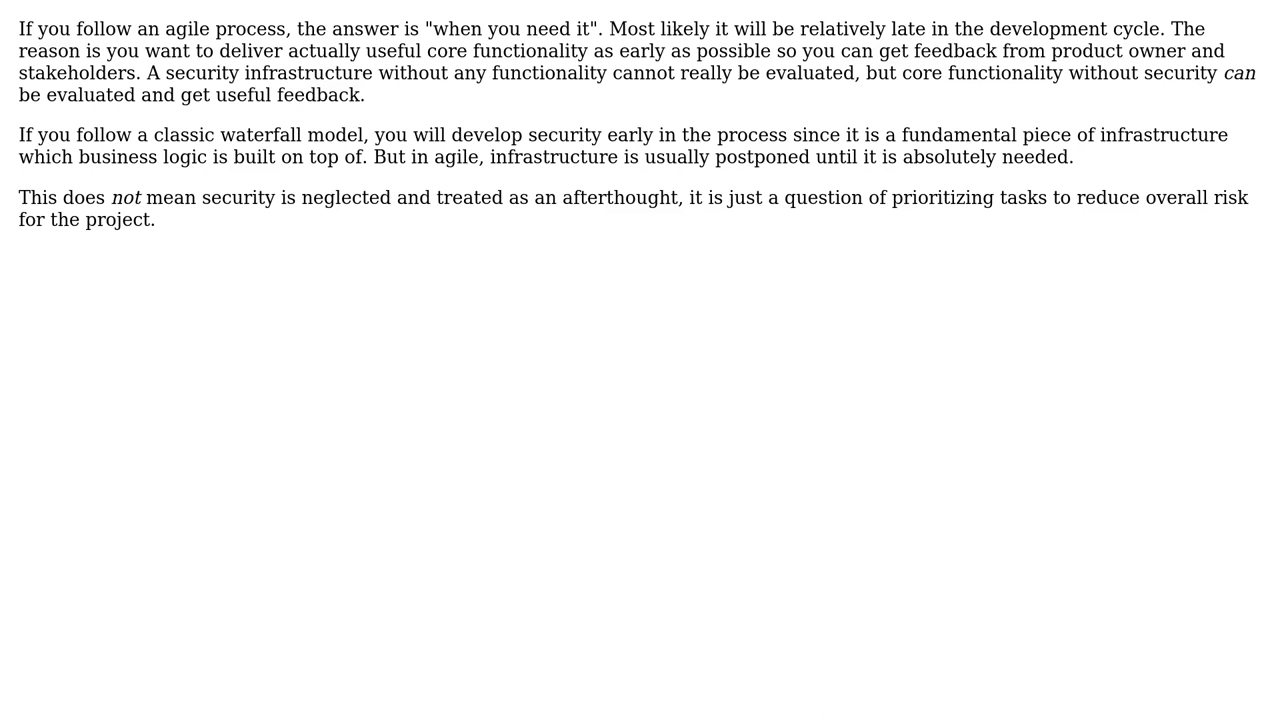 If you follow an agile process, the answer is "when you need it". Most likely it will be relatively late in the development cycle. The
reason is you want to deliver actually useful core functionality as early as possible so you can get feedback from product owner and
stakeholders. A security infrastructure without any functionality cannot really be evaluated, but core functionality without security can
be evaluated and get useful feedback.
If you follow a classic waterfall model, you will develop security early in the process since it is a fundamental piece of infrastructure
which business logic is built on top of. But in agile, infrastructure is usually postponed until it is absolutely needed.
This does not mean security is neglected and treated as an afterthought, it is just a question of prioritizing tasks to reduce overall risk
for the project.